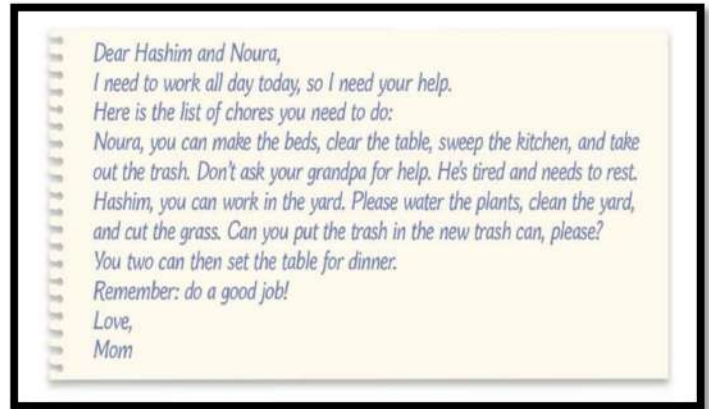 Dear Hashim and Noura,
I need to work all day today, so I need your help.
Here is the list of chores you need to do:
Noura, you can make the beds, clear the table, sweep the kitchen, and take
out the trash. Don't ask your grandpa for help. He's tired and needs to rest.
Hashim, you can work in the yard. Please water the plants, clean the yard,
and cut the grass. Can you put the trash in the new trash can, please?
You two can then set the table for dinner.
Remember: do a good job!
Love,
Mom